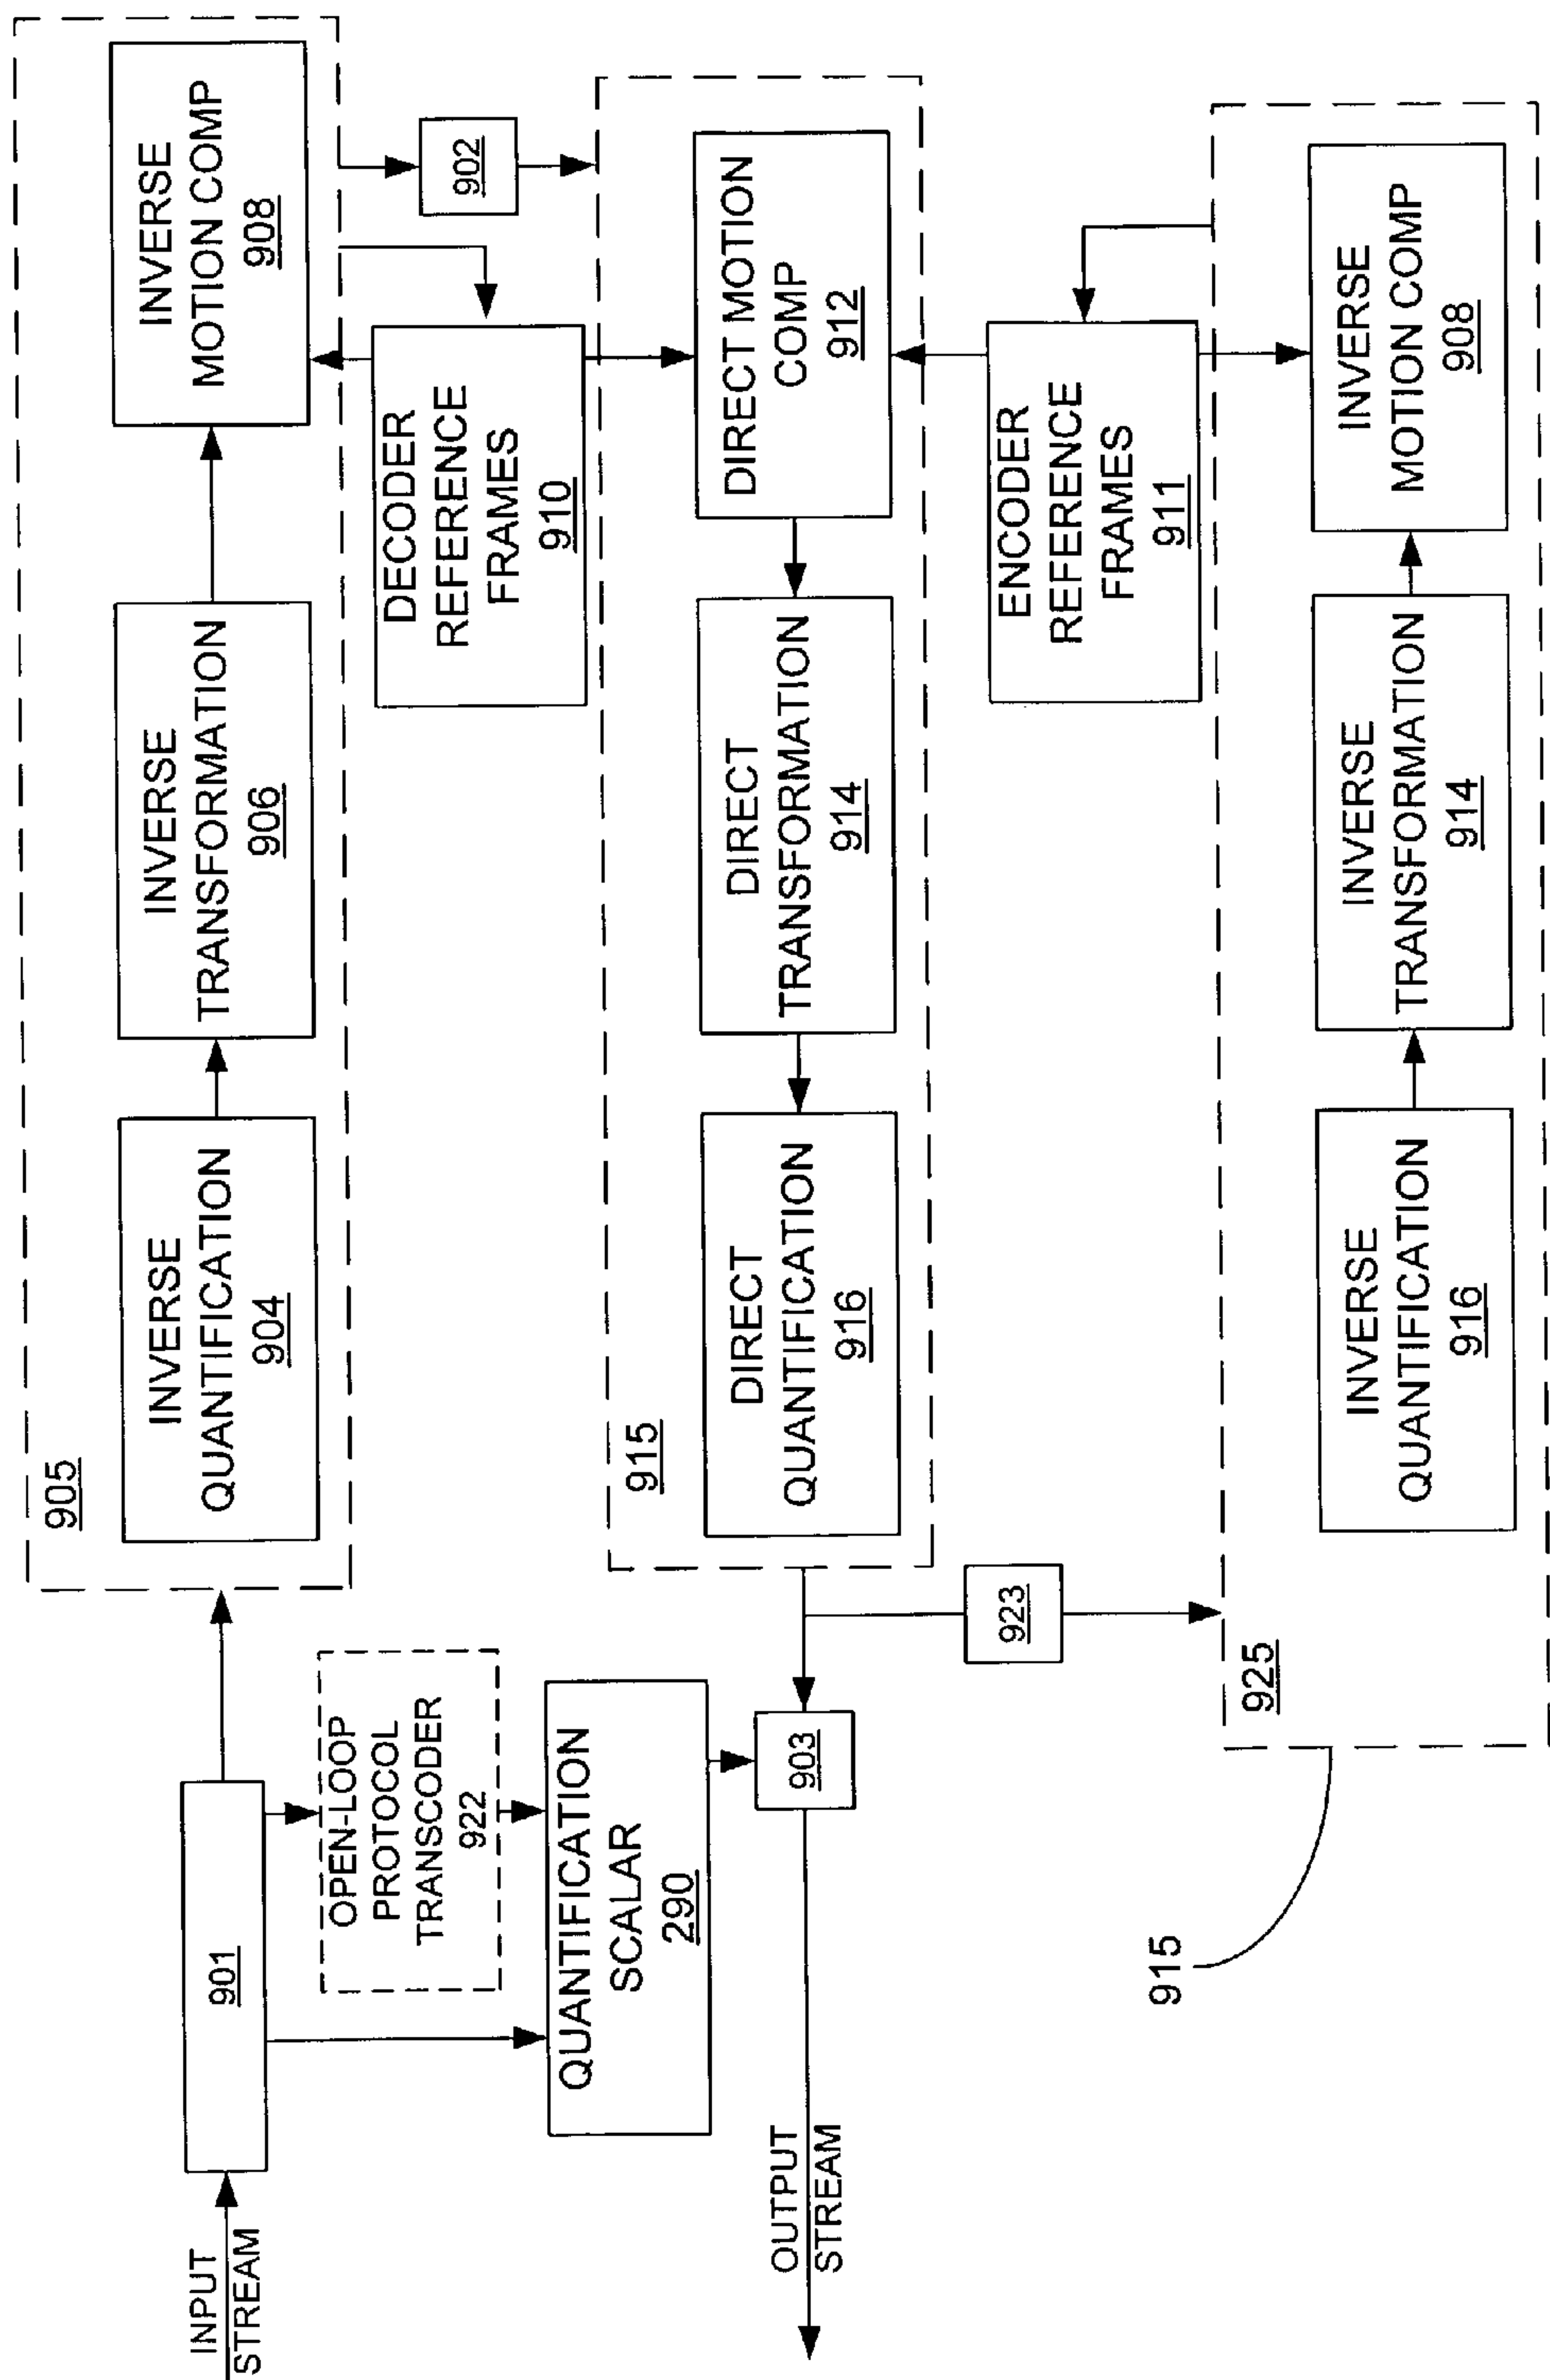 INPUT
STREAM
901
905
INVERSE
QUANTIFICATION
904
INVERSE
TRANSFORMATION
906
INVERSE
MOTION COMP
908
OPEN-LOOP
PROTOCOL
TRANSCODER
922
QUANTIFICATION
SCALAR
290
DECODER
REFERENCE
FRAMES
910
902
OUTPUT
STREAM
903
915
DIRECT
QUANTIFICATION
916
DIRECT
TRANSFORMATION
914
DIRECT MOTION
COMP
912
923
ENCODER
REFERENCE
FRAMES
911
915
925
INVERSE
QUANTIFICATION
916
INVERSE
TRANSFORMATION
914
INVERSE
MOTION COMP
908